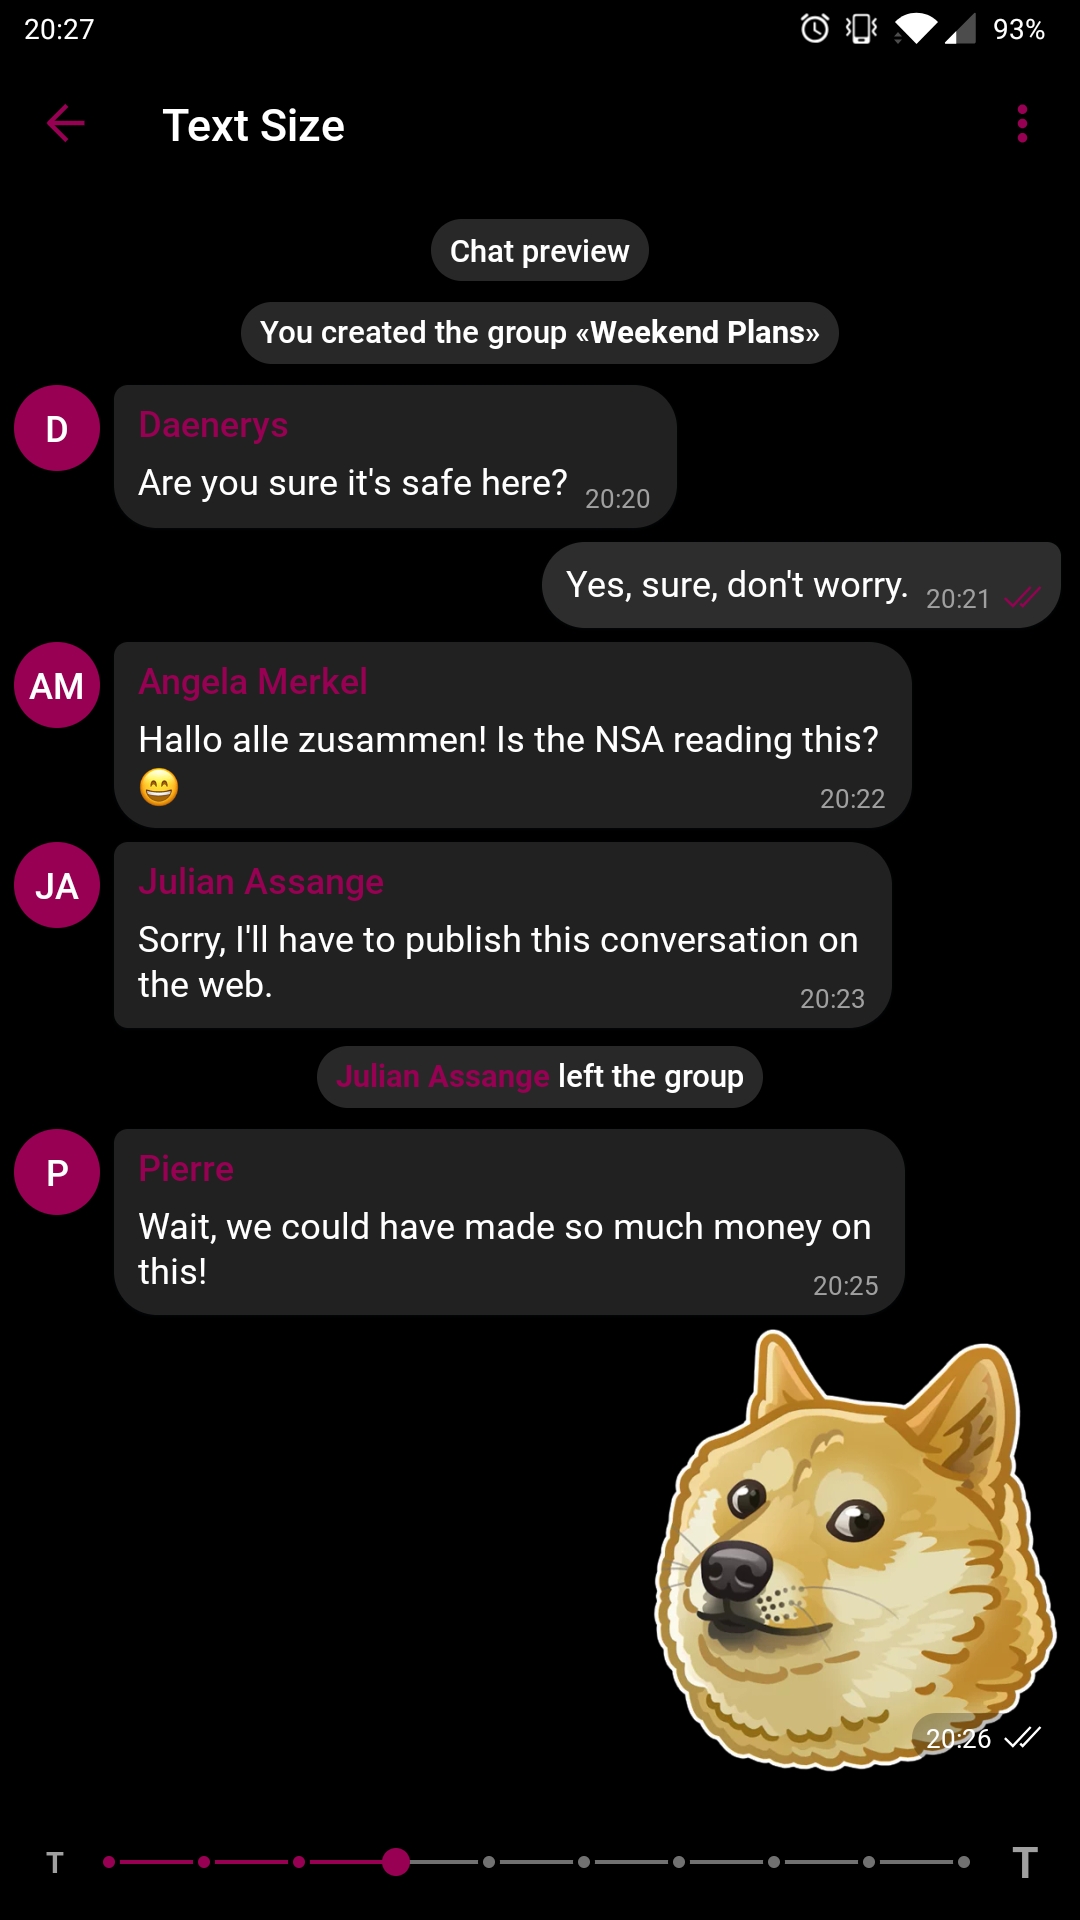 20:27
93%
Text Size
Chat preview
You created the group «Weekend Plans»
D
Daenerys
Are you sure it's safe here?
20:20
Yes, sure, don't worry.
20:21
AM
Angela Merkel
Hallo alle zusammen! Is the NSA reading this?
😄
20:22
JA
Julian Assange
Sorry, I'll have to publish this conversation on
the web.
20:23
Julian Assange left the group
P
Pierre
Wait, we could have made so much money on
this!
20:25
20:26
T
T